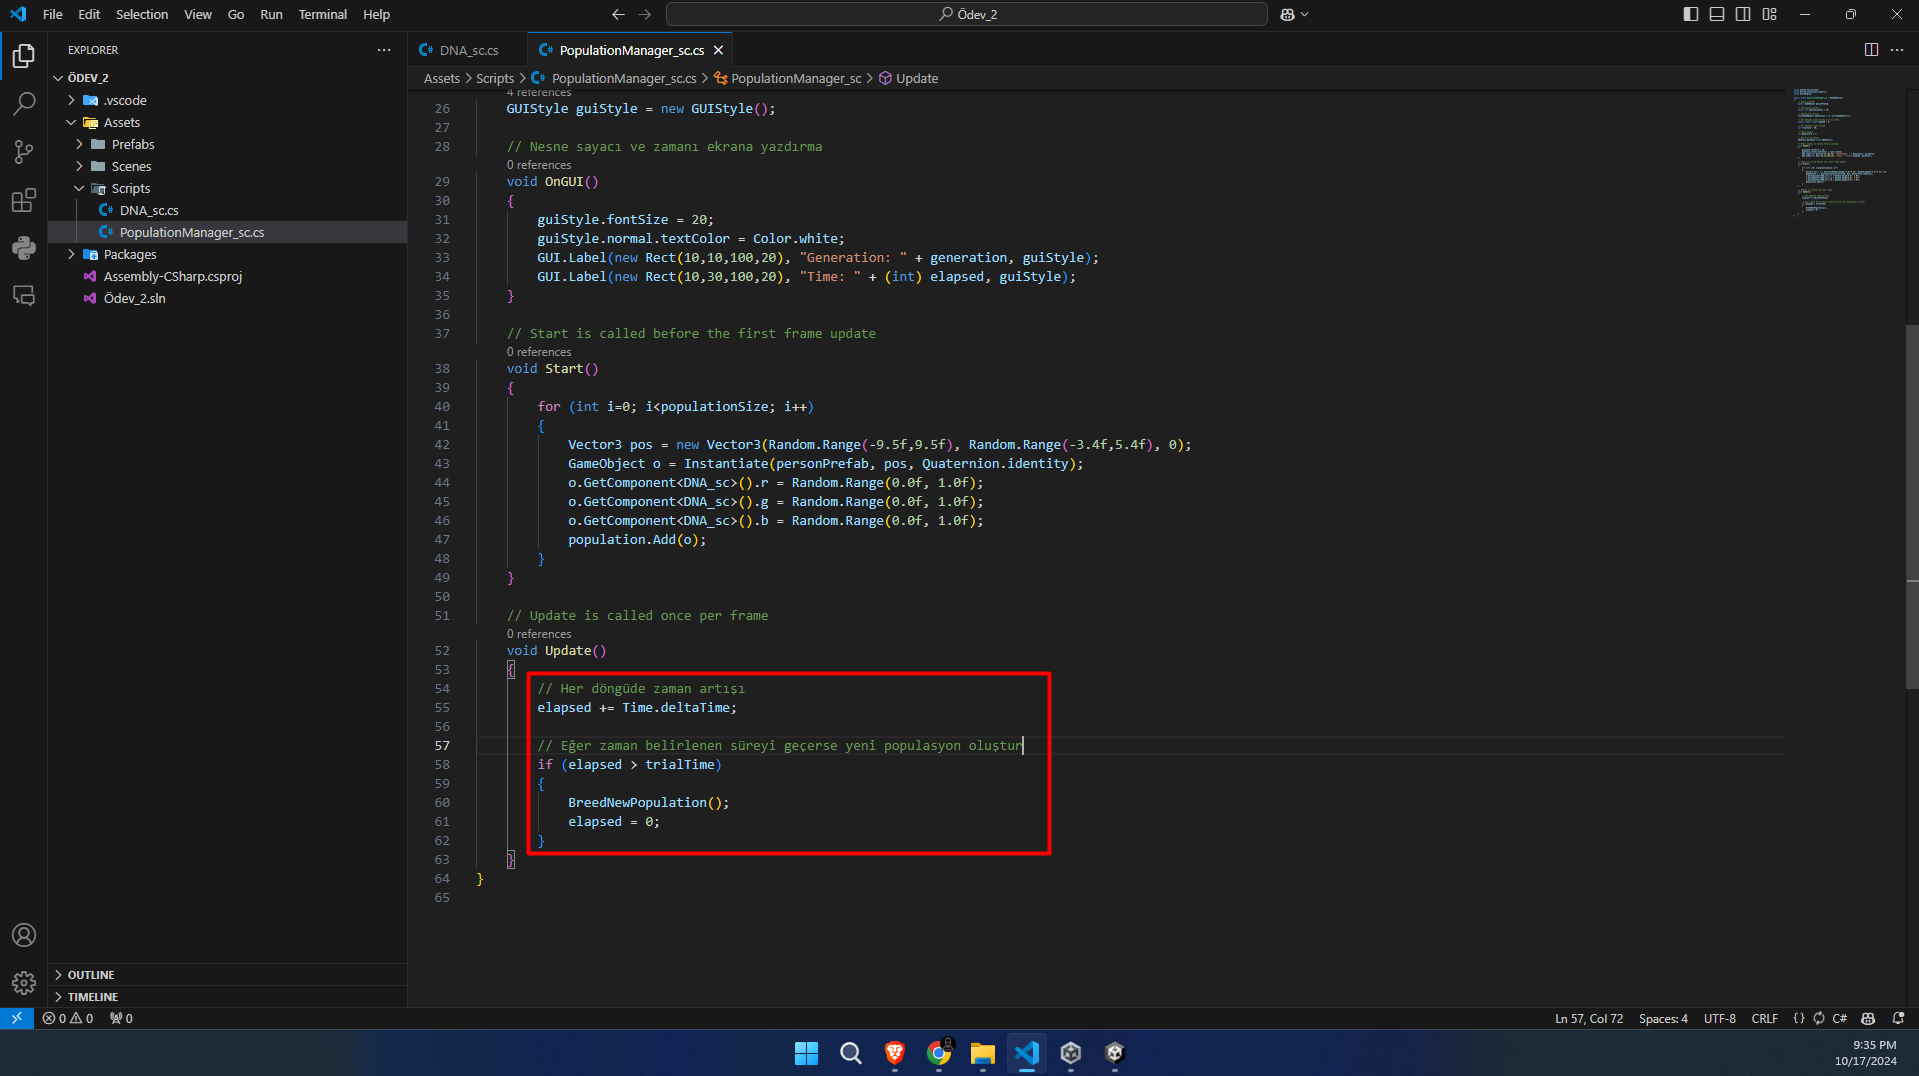 File Edit Selection View Go Run Terminal Help
Ödev_2
EXPLORER
ÖDEV_2
.vscode
Assets
Prefabs
Scenes
Scripts
DNA_sc.cs
PopulationManager_sc.cs
Packages
Assembly-CSharp.csproj
Ödev_2.sln
OUTLINE
TIMELINE
DNA_sc.cs PopulationManager_sc.cs
Assets > Scripts > PopulationManager_sc.cs > PopulationManager_sc > Update
4 references
26 GUIStyle guiStyle = new GUIStyle();
27
28 // Nesne sayacı ve zamanı ekrana yazdırma
0 references
29 void OnGUI()
30 {
31 guiStyle.fontSize = 20;
32 guiStyle.normal.textColor = Color.white;
33 GUI.Label(new Rect(10,10,100,20), "Generation: " + generation, guiStyle);
34 GUI.Label(new Rect(10,30,100,20), "Time: " + (int) elapsed, guiStyle);
35 }
36
37 // Start is called before the first frame update
0 references
38 void Start()
39 {
40 for (int i=0; i<populationSize; i++)
41 {
42 Vector3 pos = new Vector3(Random.Range(-9.5f,9.5f), Random.Range(-3.4f,5.4f), 0);
43 GameObject o = Instantiate(personPrefab, pos, Quaternion.identity);
44 o.GetComponent<DNA_sc>().r = Random.Range(0.0f, 1.0f);
45 o.GetComponent<DNA_sc>().g = Random.Range(0.0f, 1.0f);
46 o.GetComponent<DNA_sc>().b = Random.Range(0.0f, 1.0f);
47 population.Add(o);
48 }
49 }
50
51 // Update is called once per frame
0 references
52 void Update()
53 {
54 // Her döngüde zaman artışı
55 elapsed += Time.deltaTime;
56
57 // Eğer zaman belirlenen süreyi geçerse yeni populasyon oluştur
58 if (elapsed > trialTime)
59 {
60 BreedNewPopulation();
61 elapsed = 0;
62 }
63 }
64 }
65
0 0 0
Ln 57, Col 72 Spaces: 4 UTF-8 CRLF {} C#
9:35 PM
10/17/2024